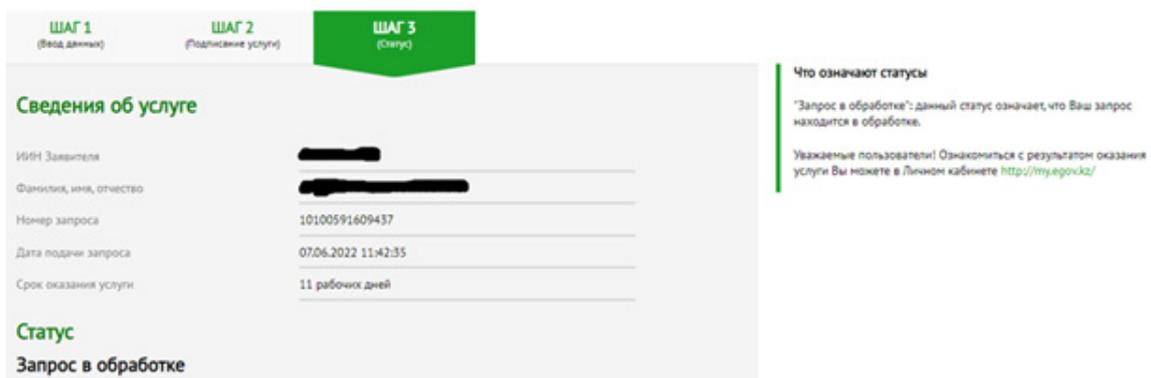 ШАГ 1
(Ввод данных)
ШАГ 2
(Подписание услуги)
ШАГ 3
(Статус)
Сведения об услуге
ИИН Заявителя
Фамилия, имя, отчество
Номер запроса 10100591609437
Дата подачи запроса 07.06.2022 11:42:35
Срок оказания услуги 11 рабочих дней
Статус
Запрос в обработке
Что означают статусы
"Запрос в обработке": данный статус означает, что Ваш запрос
находится в обработке.
Уважаемые пользователи! Ознакомиться с результатом оказания
услуги Вы можете в Личном кабинете http://my.egov.kz/